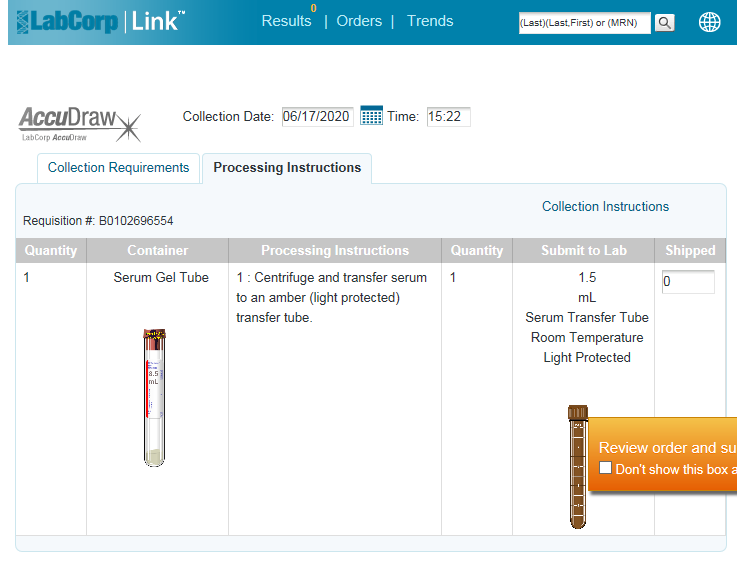 LabCorp | Link™
Results 0 | Orders | Trends
(Last)(Last,First) or (MRN)
AccuDraw
LabCorp AccuDraw
Collection Date: 06/17/2020 Time: 15:22
Collection Requirements
Processing Instructions
Collection Instructions
Requisition #: B0102696554
Quantity Container Processing Instructions Quantity Submit to Lab Shipped
1
Serum Gel Tube
8.5
mL
1 : Centrifuge and transfer serum
to an amber (light protected)
transfer tube.
1
1.5
mL
Serum Transfer Tube
Room Temperature
Light Protected
0
Review order and su
Don't show this box a